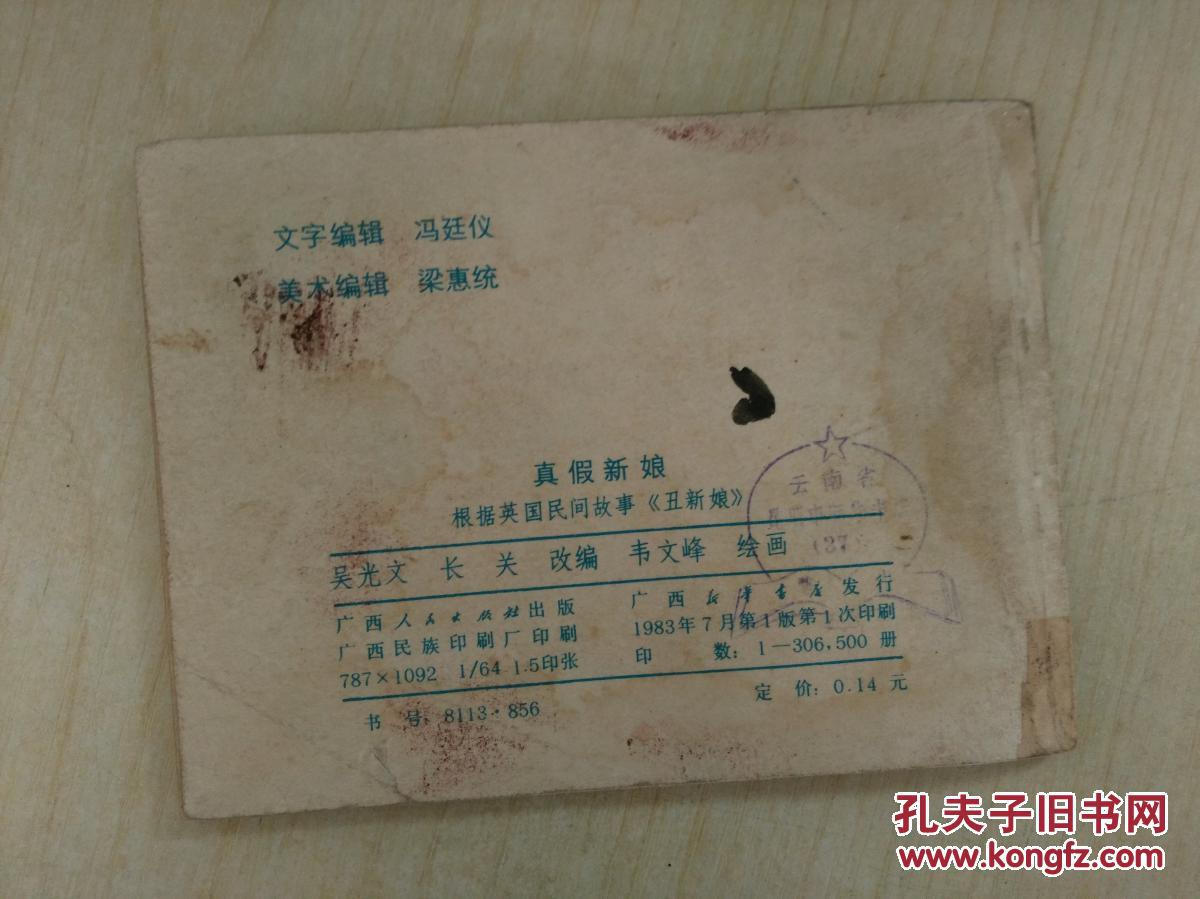 文字编辑 冯廷仪
美术编辑 梁惠统
真假新娘
根据英国民间故事《丑新娘》
吴光文 长关 改编 韦文峰 绘画
广西人民出版社出版 广西新华书店发行
广西民族印刷厂印刷 1983年7月第1版第1次印刷
787×1092 1/64 1.5印张 印数：1—306,500册
书号：8113·856 定价：0.14元
云南省
(37
孔夫子旧书网
www.kongfz.com